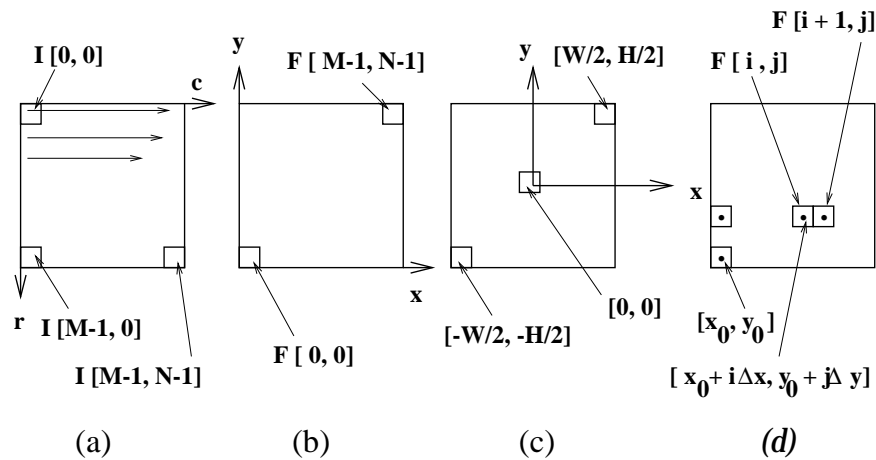 I [0, 0]
c
r
I [M-1, 0]
I [M-1, N-1]
(a)
y
F [ M-1, N-1]
x
F [ 0, 0]
(b)
y
[W/2, H/2]
x
[0, 0]
[-W/2, -H/2]
(c)
F [i + 1, j]
F [ i , j]
[x0, y0]
[ x0 + i Δx, y0 + jΔ y]
(d)